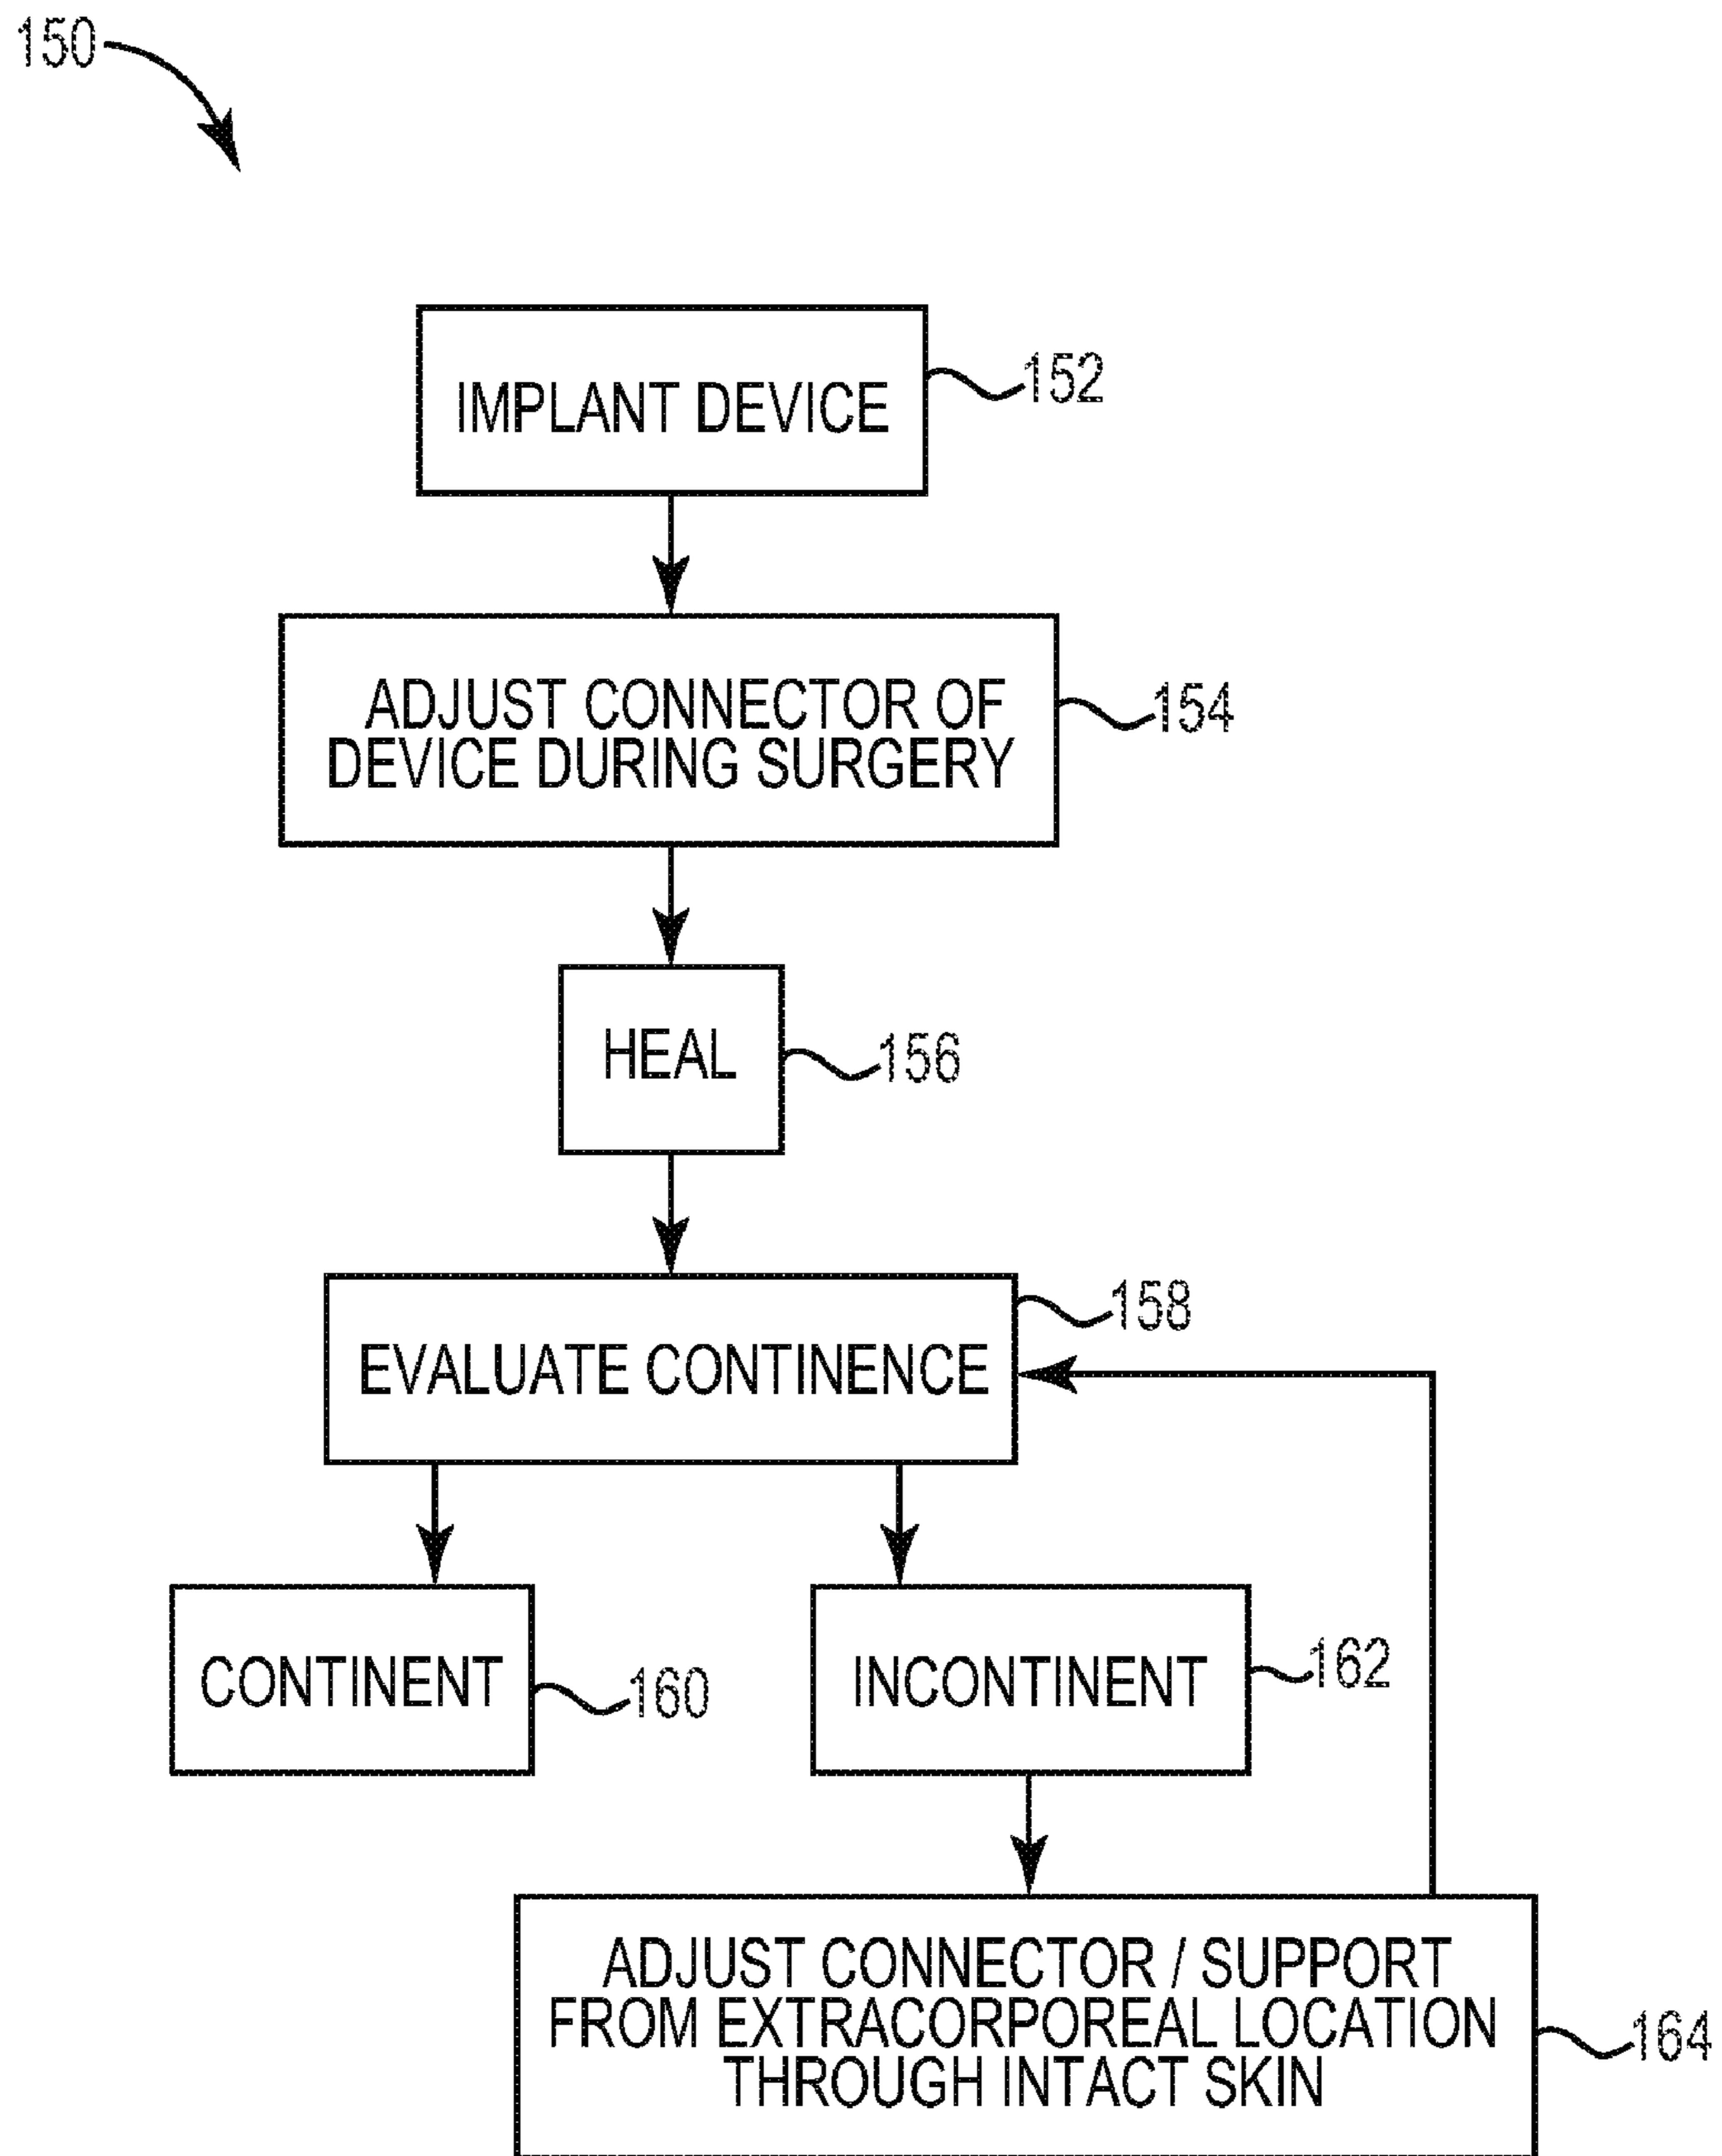 150
IMPLANT DEVICE
152
ADJUST CONNECTOR OF
DEVICE DURING SURGERY
154
HEAL
156
EVALUATE CONTINENCE
158
CONTINENT
160
INCONTINENT
162
ADJUST CONNECTOR / SUPPORT
FROM EXTRACORPOREAL LOCATION
THROUGH INTACT SKIN
164